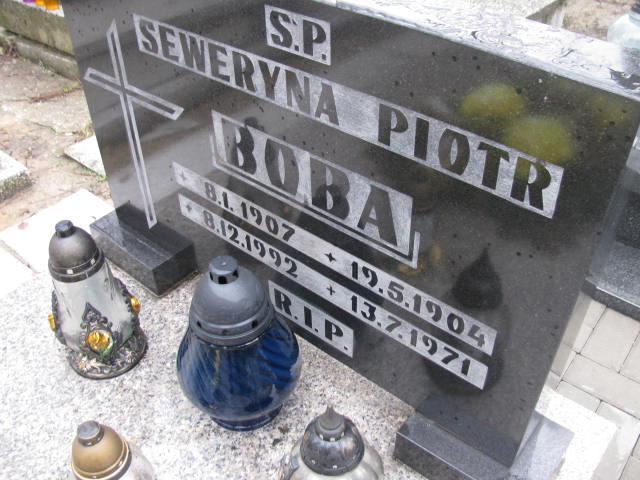 Ś.P.
SEWERYNA PIOTR
BOBA
* 8.1.1907 + 19.5.1904
* 8.12.1992 + 13.7.1971
R.I.P.